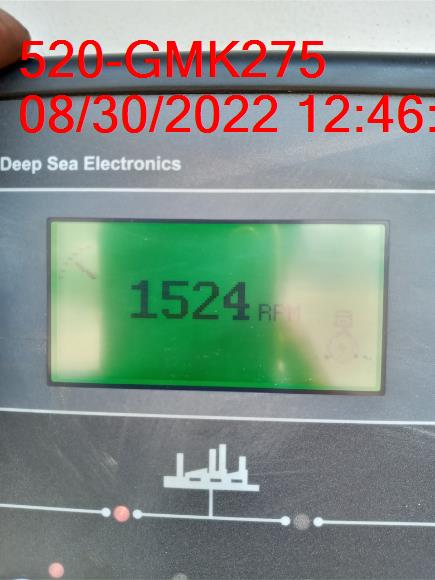 520-GMK275
08/30/2022 12:46:
Deep Sea Electronics
1524 RPM